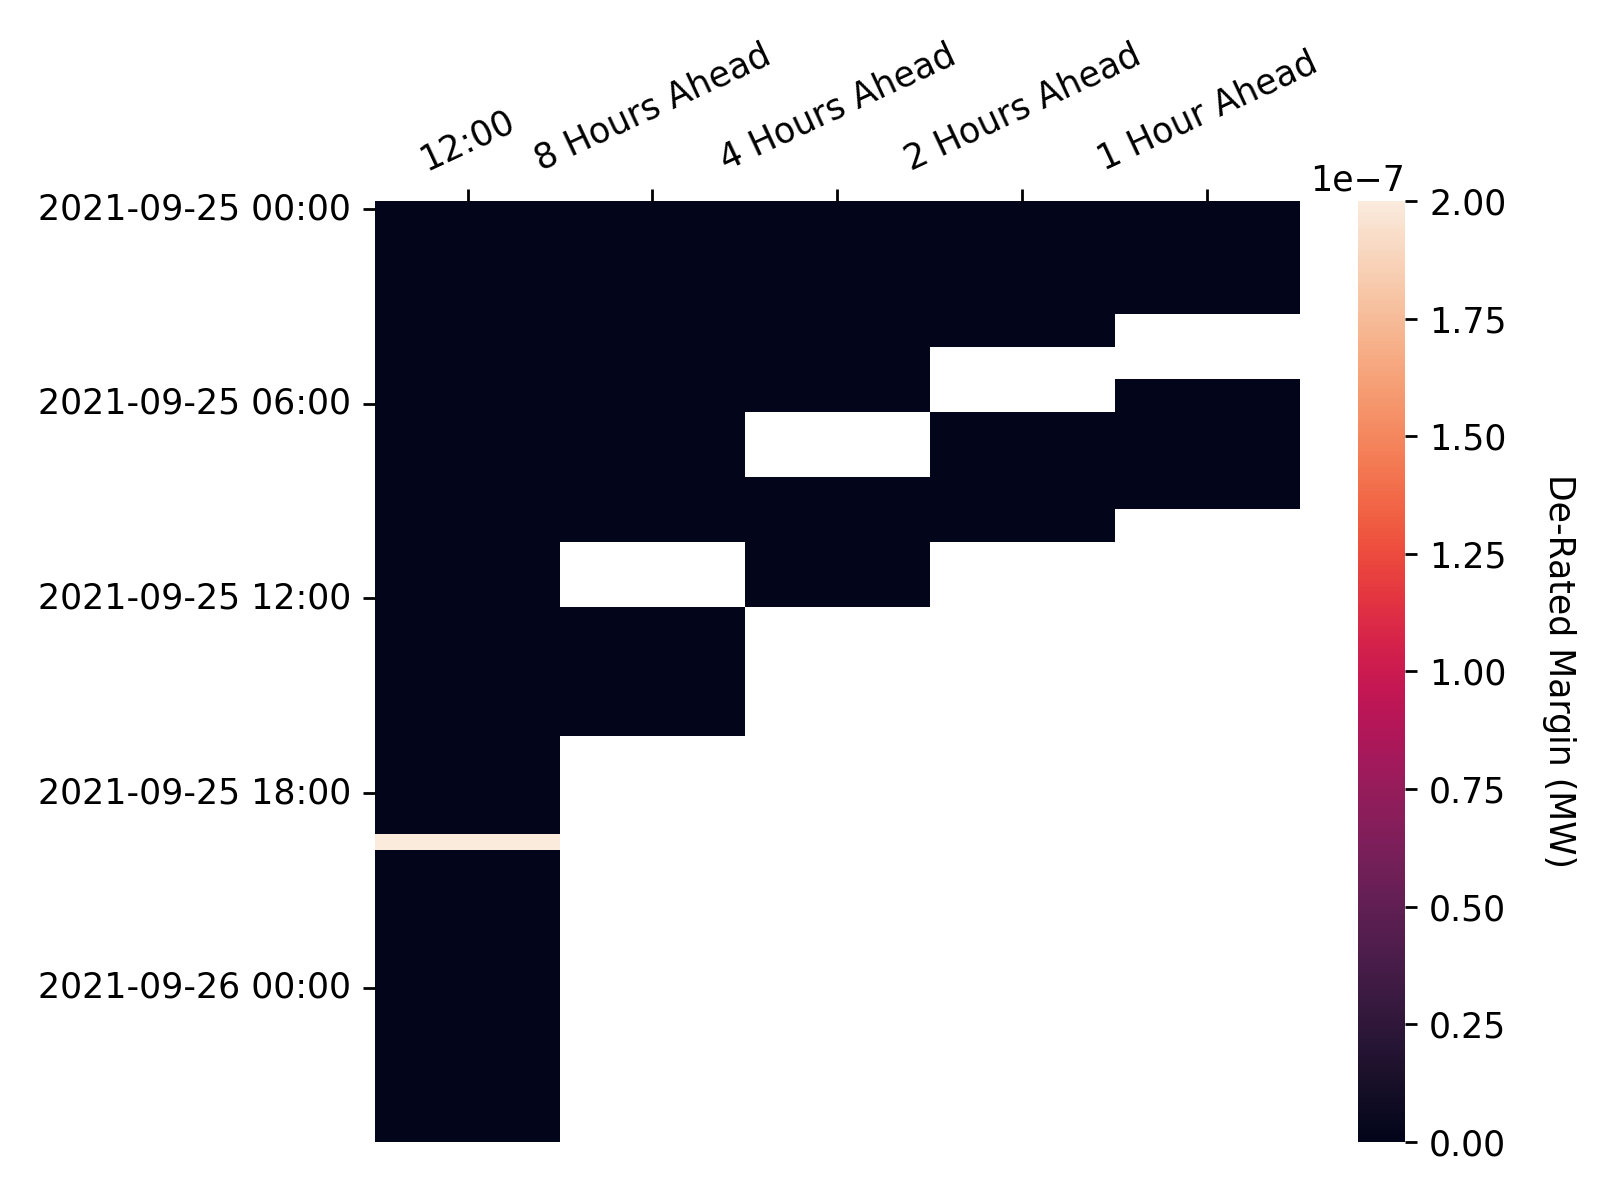 12:00
8 Hours Ahead
4 Hours Ahead
2 Hours Ahead
1 Hour Ahead
1e−7
2021-09-25 00:00
2021-09-25 06:00
2021-09-25 12:00
2021-09-25 18:00
2021-09-26 00:00
2.00
1.75
1.50
1.25
1.00
0.75
0.50
0.25
0.00
De-Rated Margin (MW)